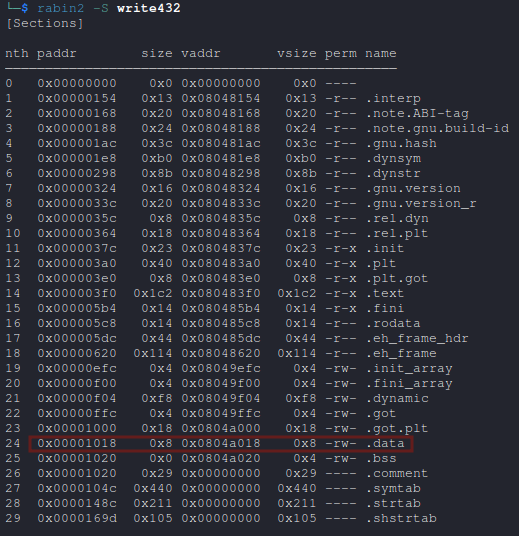 └─$ rabin2 -S write432
[Sections]
nth paddr size vaddr vsize perm name
0 0x00000000 0x0 0x00000000 0x0 ----
1 0x00000154 0x13 0x08048154 0x13 -r-- .interp
2 0x00000168 0x20 0x08048168 0x20 -r-- .note.ABI-tag
3 0x00000188 0x24 0x08048188 0x24 -r-- .note.gnu.build-id
4 0x000001ac 0x3c 0x080481ac 0x3c -r-- .gnu.hash
5 0x000001e8 0xb0 0x080481e8 0xb0 -r-- .dynsym
6 0x00000298 0x8b 0x08048298 0x8b -r-- .dynstr
7 0x00000324 0x16 0x08048324 0x16 -r-- .gnu.version
8 0x0000033c 0x20 0x0804833c 0x20 -r-- .gnu.version_r
9 0x0000035c 0x8 0x0804835c 0x8 -r-- .rel.dyn
10 0x00000364 0x18 0x08048364 0x18 -r-- .rel.plt
11 0x0000037c 0x23 0x0804837c 0x23 -r-x .init
12 0x000003a0 0x40 0x080483a0 0x40 -r-x .plt
13 0x000003e0 0x8 0x080483e0 0x8 -r-x .plt.got
14 0x000003f0 0x1c2 0x080483f0 0x1c2 -r-x .text
15 0x000005b4 0x14 0x080485b4 0x14 -r-x .fini
16 0x000005c8 0x14 0x080485c8 0x14 -r-- .rodata
17 0x000005dc 0x44 0x080485dc 0x44 -r-- .eh_frame_hdr
18 0x00000620 0x114 0x08048620 0x114 -r-- .eh_frame
19 0x00000efc 0x4 0x08049efc 0x4 -rw- .init_array
20 0x00000f00 0x4 0x08049f00 0x4 -rw- .fini_array
21 0x00000f04 0xf8 0x08049f04 0xf8 -rw- .dynamic
22 0x00000ffc 0x4 0x08049ffc 0x4 -rw- .got
23 0x00001000 0x18 0x0804a000 0x18 -rw- .got.plt
24 0x00001018 0x8 0x0804a018 0x8 -rw- .data
25 0x00001020 0x0 0x0804a020 0x4 -rw- .bss
26 0x00001020 0x29 0x00000000 0x29 ---- .comment
27 0x0000104c 0x440 0x00000000 0x440 ---- .symtab
28 0x0000148c 0x211 0x00000000 0x211 ---- .strtab
29 0x0000169d 0x105 0x00000000 0x105 ---- .shstrtab